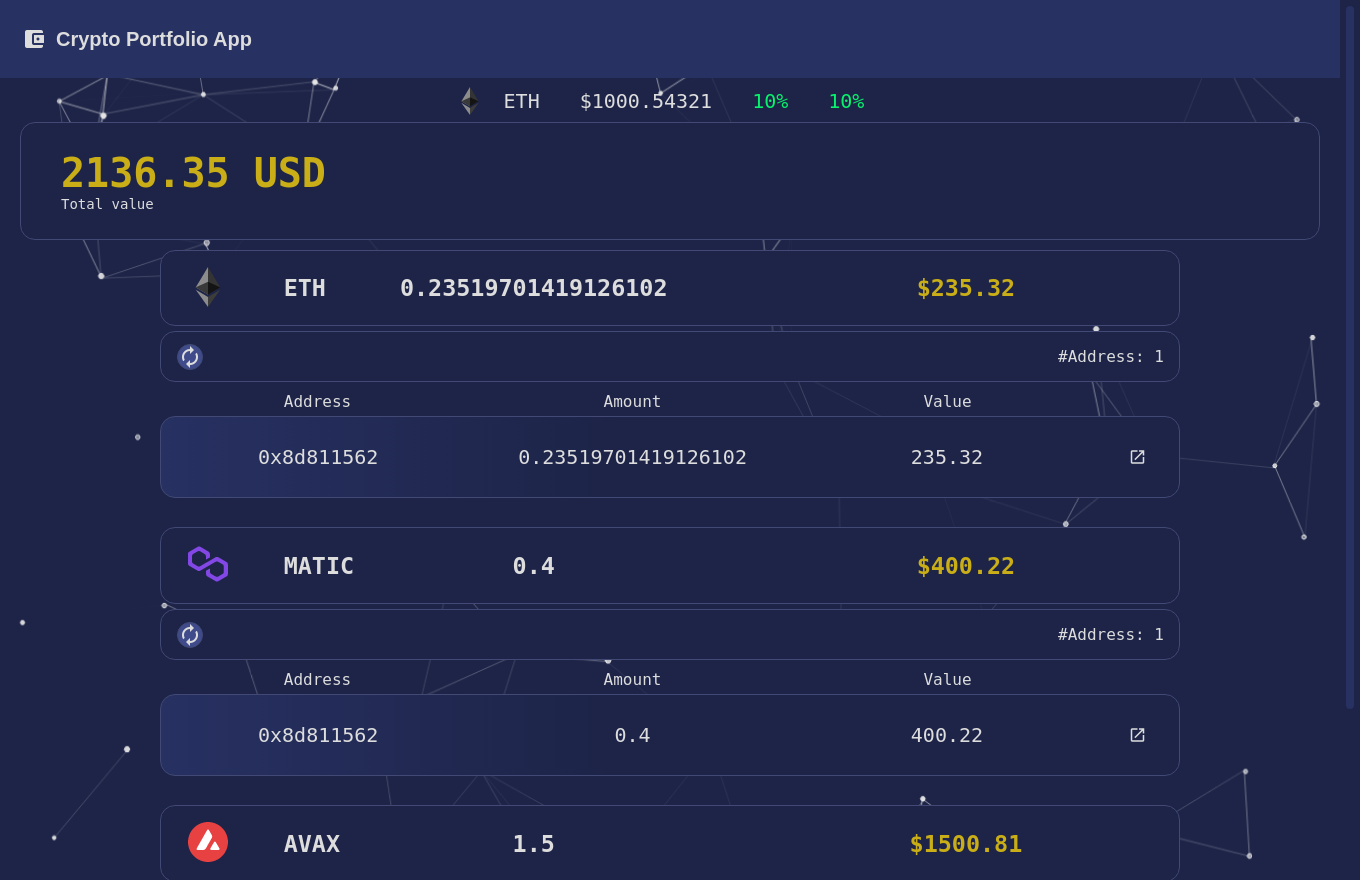 Crypto Portfolio App
ETH $1000.54321 10% 10%
2136.35 USD
Total value
ETH 0.23519701419126102 $235.32
#Address: 1
Address Amount Value
0x8d811562 0.23519701419126102 235.32
MATIC 0.4 $400.22
#Address: 1
Address Amount Value
0x8d811562 0.4 400.22
AVAX 1.5 $1500.81